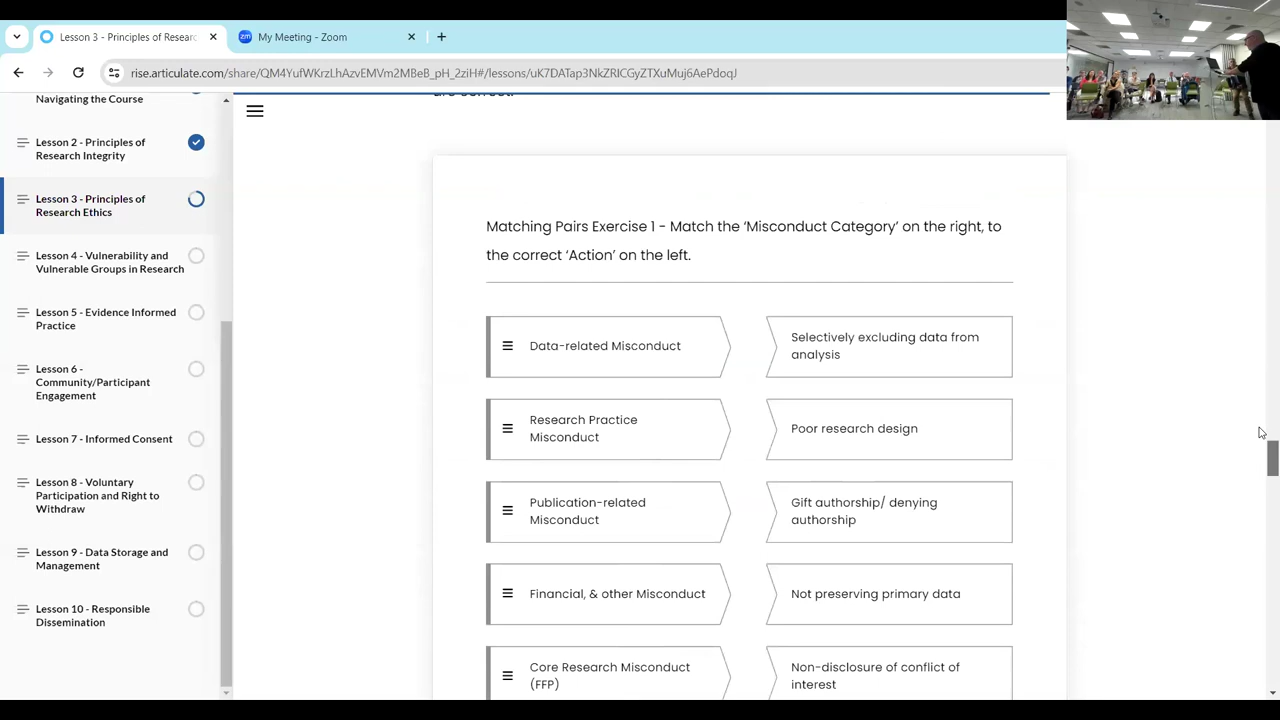 Lesson 3 - Principles of Researc
My Meeting - Zoom
rise.articulate.com/share/QM4YufWKrzLhAzvEMVm2MBeB_pH_2ziH#/lessons/uK7DATap3NkZRICGyZTXuMuj6AePdoqJ
Navigating the Course
Lesson 2 - Principles of
Research Integrity
Lesson 3 - Principles of
Research Ethics
Lesson 4 - Vulnerability and
Vulnerable Groups in Research
Lesson 5 - Evidence Informed
Practice
Lesson 6 -
Community/Participant
Engagement
Lesson 7 - Informed Consent
Lesson 8 - Voluntary
Participation and Right to
Withdraw
Lesson 9 - Data Storage and
Management
Lesson 10 - Responsible
Dissemination
are correct.
Matching Pairs Exercise 1 - Match the ‘Misconduct Category’ on the right, to
the correct ‘Action’ on the left.
Data-related Misconduct
Selectively excluding data from
analysis
Research Practice
Misconduct
Poor research design
Publication-related
Misconduct
Gift authorship/ denying
authorship
Financial, & other Misconduct
Not preserving primary data
Core Research Misconduct
(FFP)
Non-disclosure of conflict of
interest